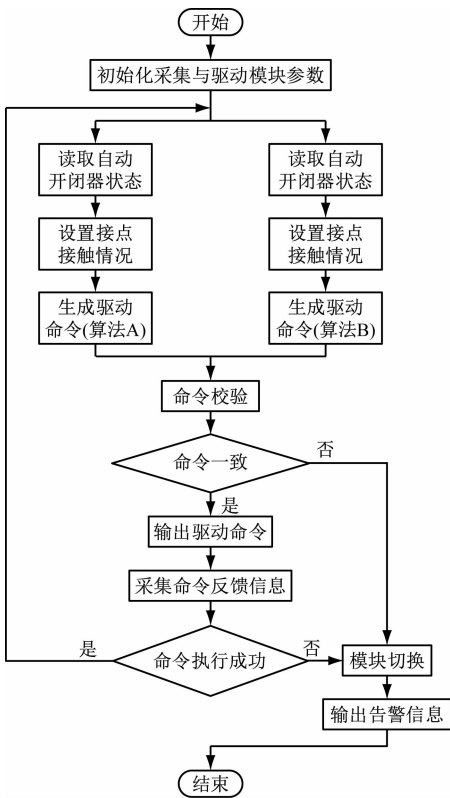 开始
初始化采集与驱动模块参数
读取自动
开闭器状态
读取自动
开闭器状态
设置接点
接触情况
设置接点
接触情况
生成驱动
命令(算法A)
生成驱动
命令(算法B)
命令校验
命令一致
否
是
输出驱动命令
采集命令反馈信息
是
命令执行成功
否
模块切换
输出告警信息
结束